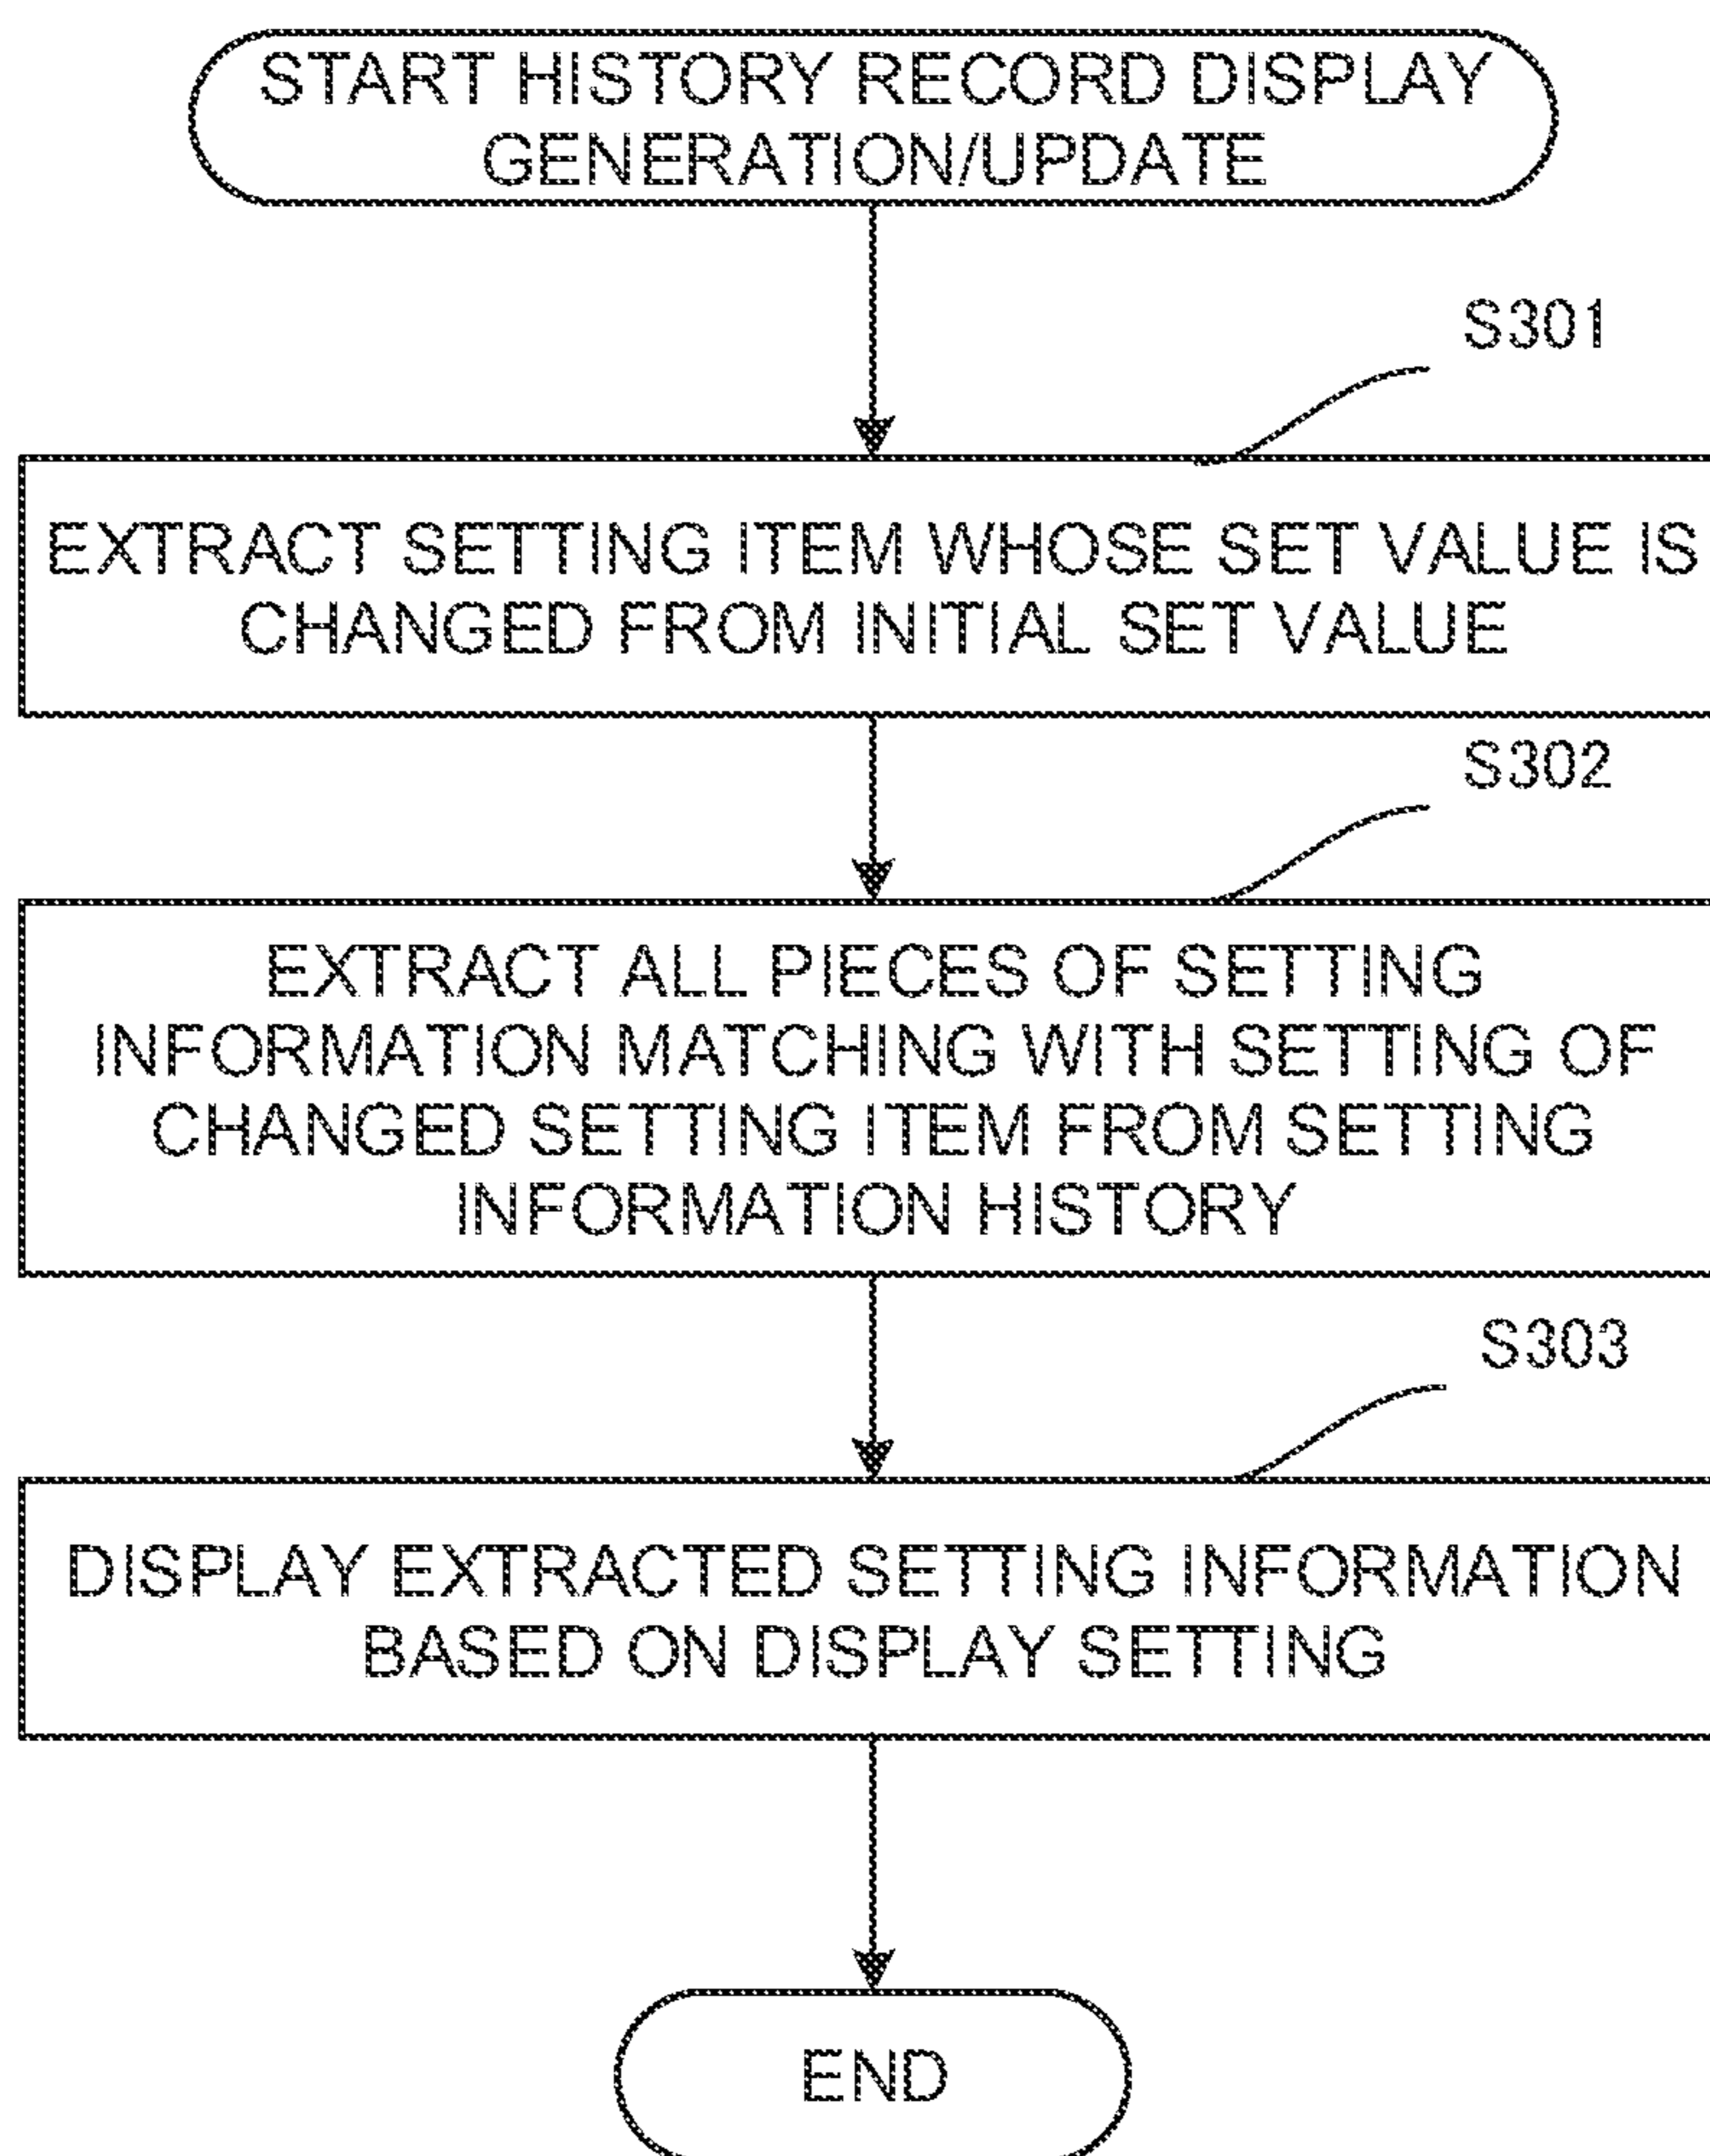 START HISTORY RECORD DISPLAY
GENERATION/UPDATE
S301
EXTRACT SETTING ITEM WHOSE SET VALUE IS
CHANGED FROM INITIAL SET VALUE
S302
EXTRACT ALL PIECES OF SETTING
INFORMATION MATCHING WITH SETTING OF
CHANGED SETTING ITEM FROM SETTING
INFORMATION HISTORY
S303
DISPLAY EXTRACTED SETTING INFORMATION
BASED ON DISPLAY SETTING
END